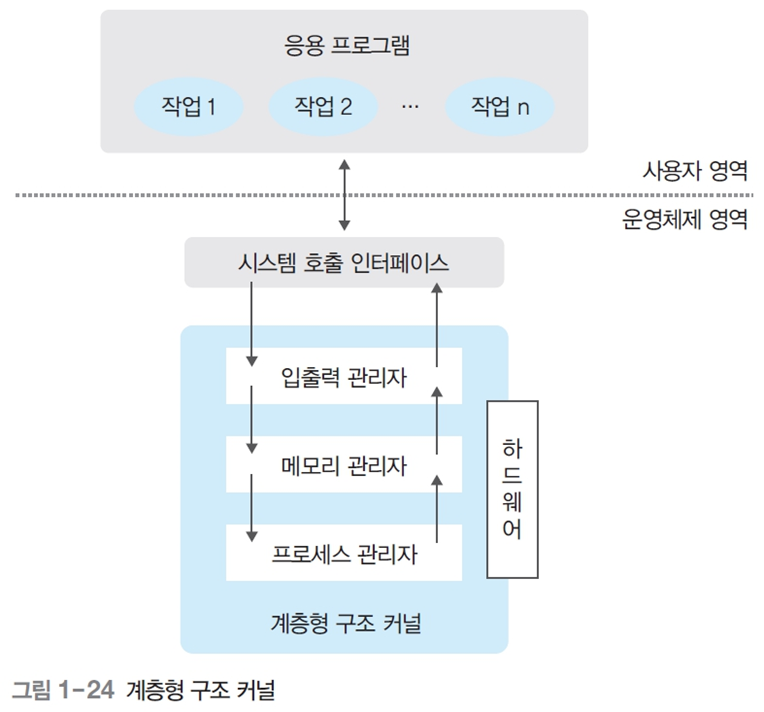 응용 프로그램
작업 1
작업 2
···
작업 n
사용자 영역
운영체제 영역
시스템 호출 인터페이스
입출력 관리자
메모리 관리자
프로세스 관리자
하드웨어
계층형 구조 커널
그림 1-24 계층형 구조 커널